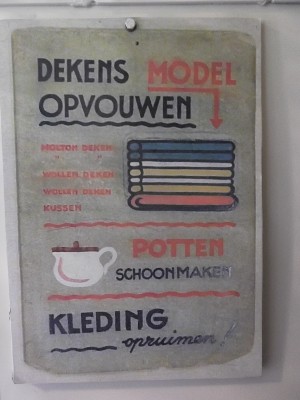 DEKENS MODEL
OPVOUWEN
MOLTON DEKEN
" "
WOLLEN DEKEN
WOLLEN DEKEN
KUSSEN
POTTEN
SCHOONMAKEN
KLEDING
opruimen!